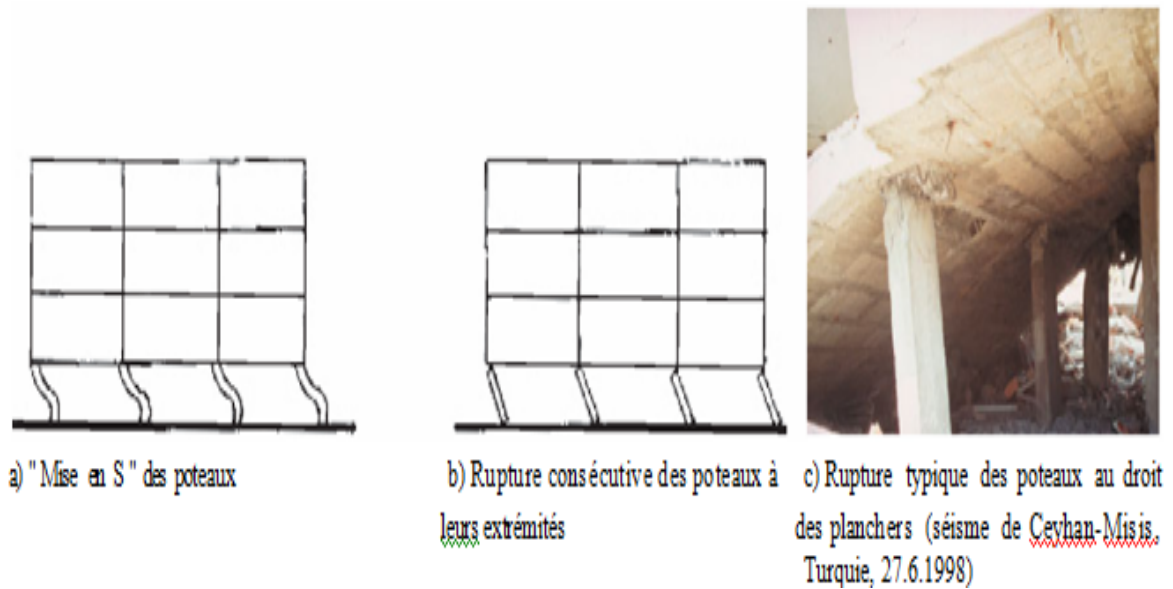 a) "Mise en S" des poteaux
b) Rupture consécutive des poteaux à
leurs extrémités
c) Rupture typique des poteaux au droit
des planchers (séisme de Ceyhan-Misis,
Turquie, 27.6.1998)